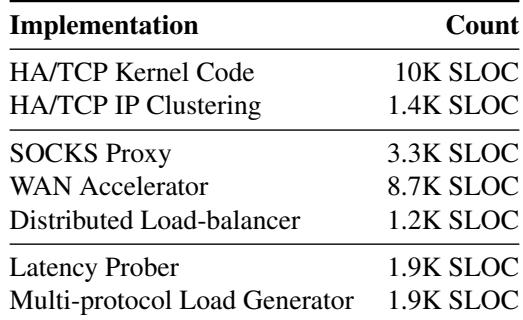 Implementation Count
HA/TCP Kernel Code 10K SLOC
HA/TCP IP Clustering 1.4K SLOC
SOCKS Proxy 3.3K SLOC
WAN Accelerator 8.7K SLOC
Distributed Load-balancer 1.2K SLOC
Latency Prober 1.9K SLOC
Multi-protocol Load Generator 1.9K SLOC